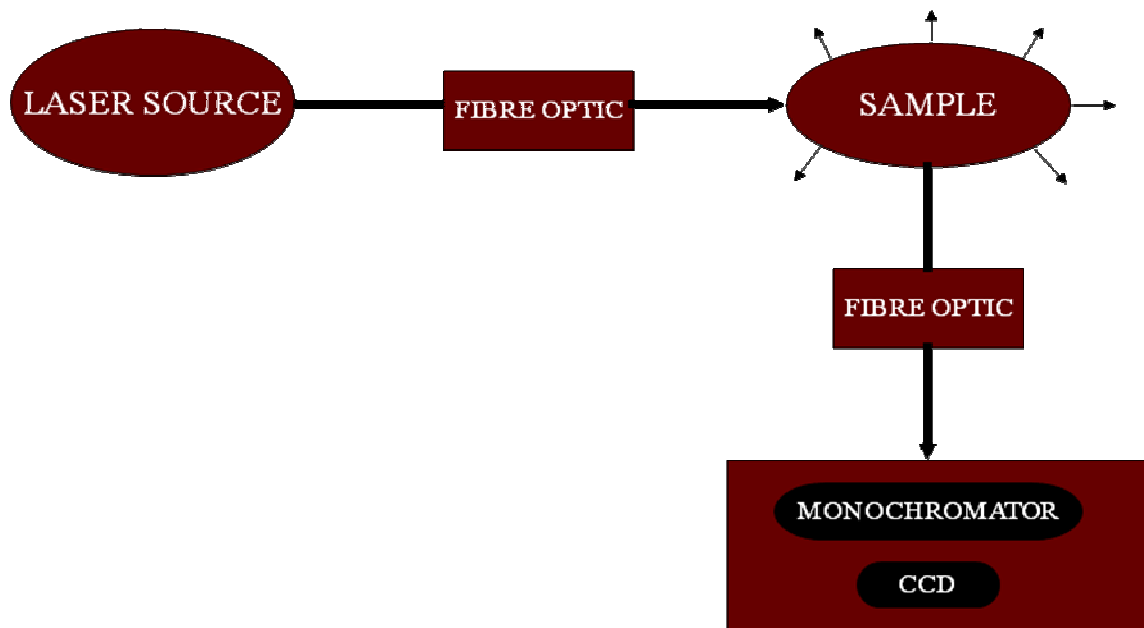 LASER SOURCE
FIBRE OPTIC
SAMPLE
FIBRE OPTIC
MONOCHROMATOR
CCD